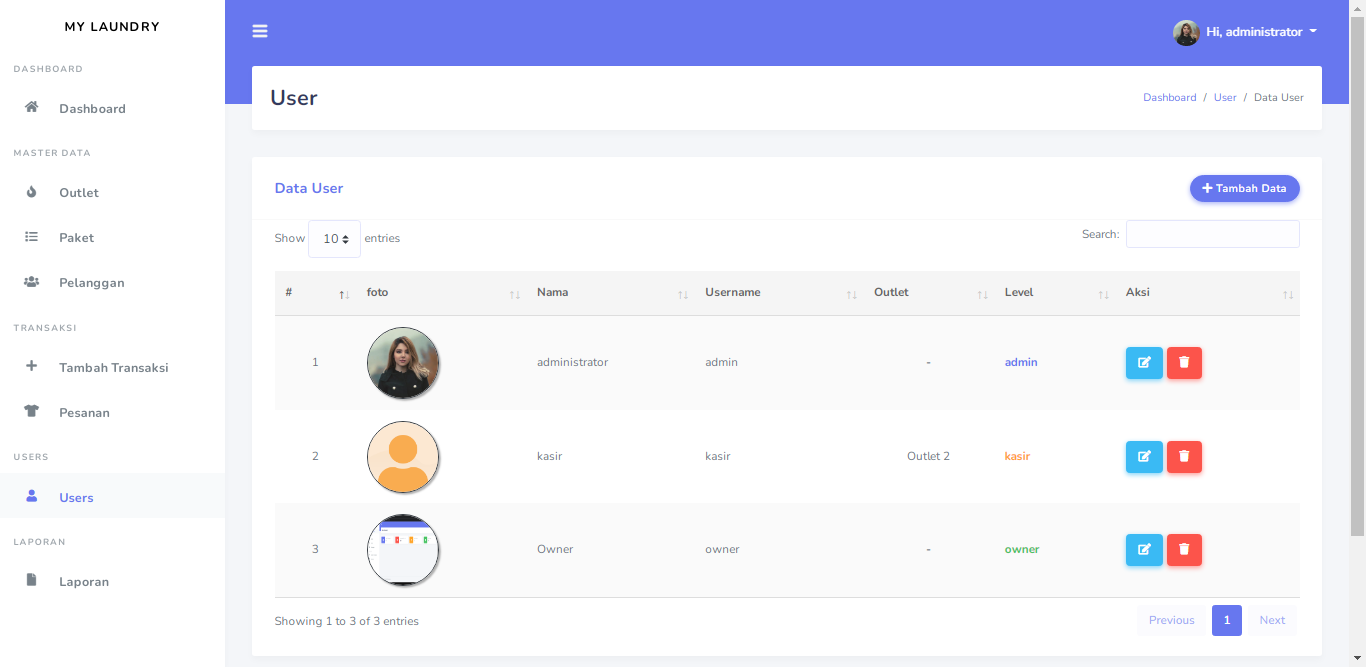 MY LAUNDRY
DASHBOARD
Dashboard
MASTER DATA
Outlet
Paket
Pelanggan
TRANSAKSI
Tambah Transaksi
Pesanan
USERS
Users
LAPORAN
Laporan
Hi, administrator
User
Dashboard / User / Data User
Data User
Tambah Data
Show 10 entries
Search:
# foto Nama Username Outlet Level Aksi
1 administrator admin - admin
2 kasir kasir Outlet 2 kasir
3 Owner owner - owner
Showing 1 to 3 of 3 entries
Previous 1 Next